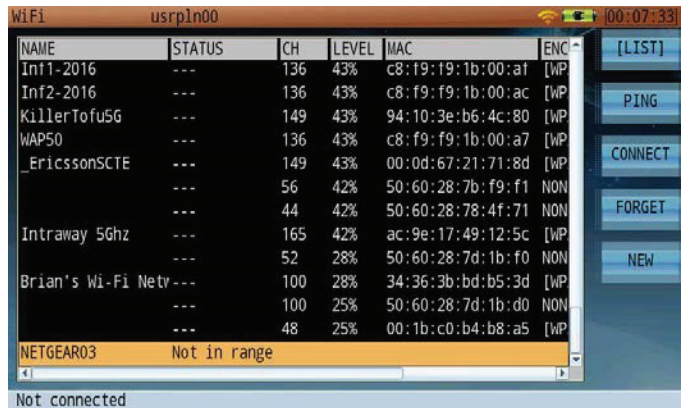 WiFi usrpln00 [00:07:33]
NAME STATUS CH LEVEL MAC ENC
Inf1-2016 --- 136 43% c8:f9:f9:1b:00:af [WP
Inf2-2016 --- 136 43% c8:f9:f9:1b:00:ac [WP
KillerTofu5G --- 149 43% 94:10:3e:b6:4c:80 [WP
WAP50 --- 136 43% c8:f9:f9:1b:00:a7 [WP
_EricssonSCTE --- 149 43% 00:0d:67:21:71:8d [WP
--- 56 42% 50:60:28:7b:f9:f1 NON
--- 44 42% 50:60:28:78:4f:71 NON
Intraway 5Ghz --- 165 42% ac:9e:17:49:12:5c [WP
--- 52 28% 50:60:28:7d:1b:f0 NON
Brian's Wi-Fi Netw --- 100 28% 34:36:3b:bd:b5:3d [WP
--- 100 25% 50:60:28:7d:1b:d0 NON
--- 48 25% 00:1b:c0:b4:b8:a5 [WP
NETGEAR03 Not in range
[LIST]
PING
CONNECT
FORGET
NEW
Not connected